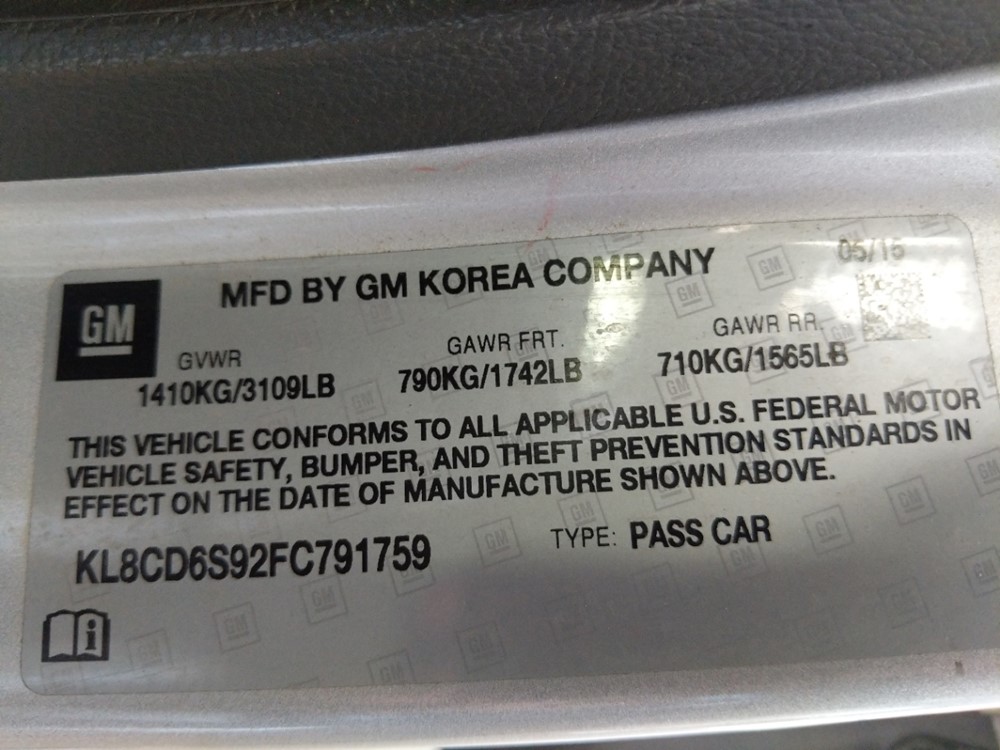 GM
MFD BY GM KOREA COMPANY
05/15
GVWR
GAWR FRT.
GAWR RR.
1410KG/3109LB
790KG/1742LB
710KG/1565LB
THIS VEHICLE CONFORMS TO ALL APPLICABLE U.S. FEDERAL MOTOR
VEHICLE SAFETY, BUMPER, AND THEFT PREVENTION STANDARDS IN
EFFECT ON THE DATE OF MANUFACTURE SHOWN ABOVE.
KL8CD6S92FC791759
TYPE: PASS CAR